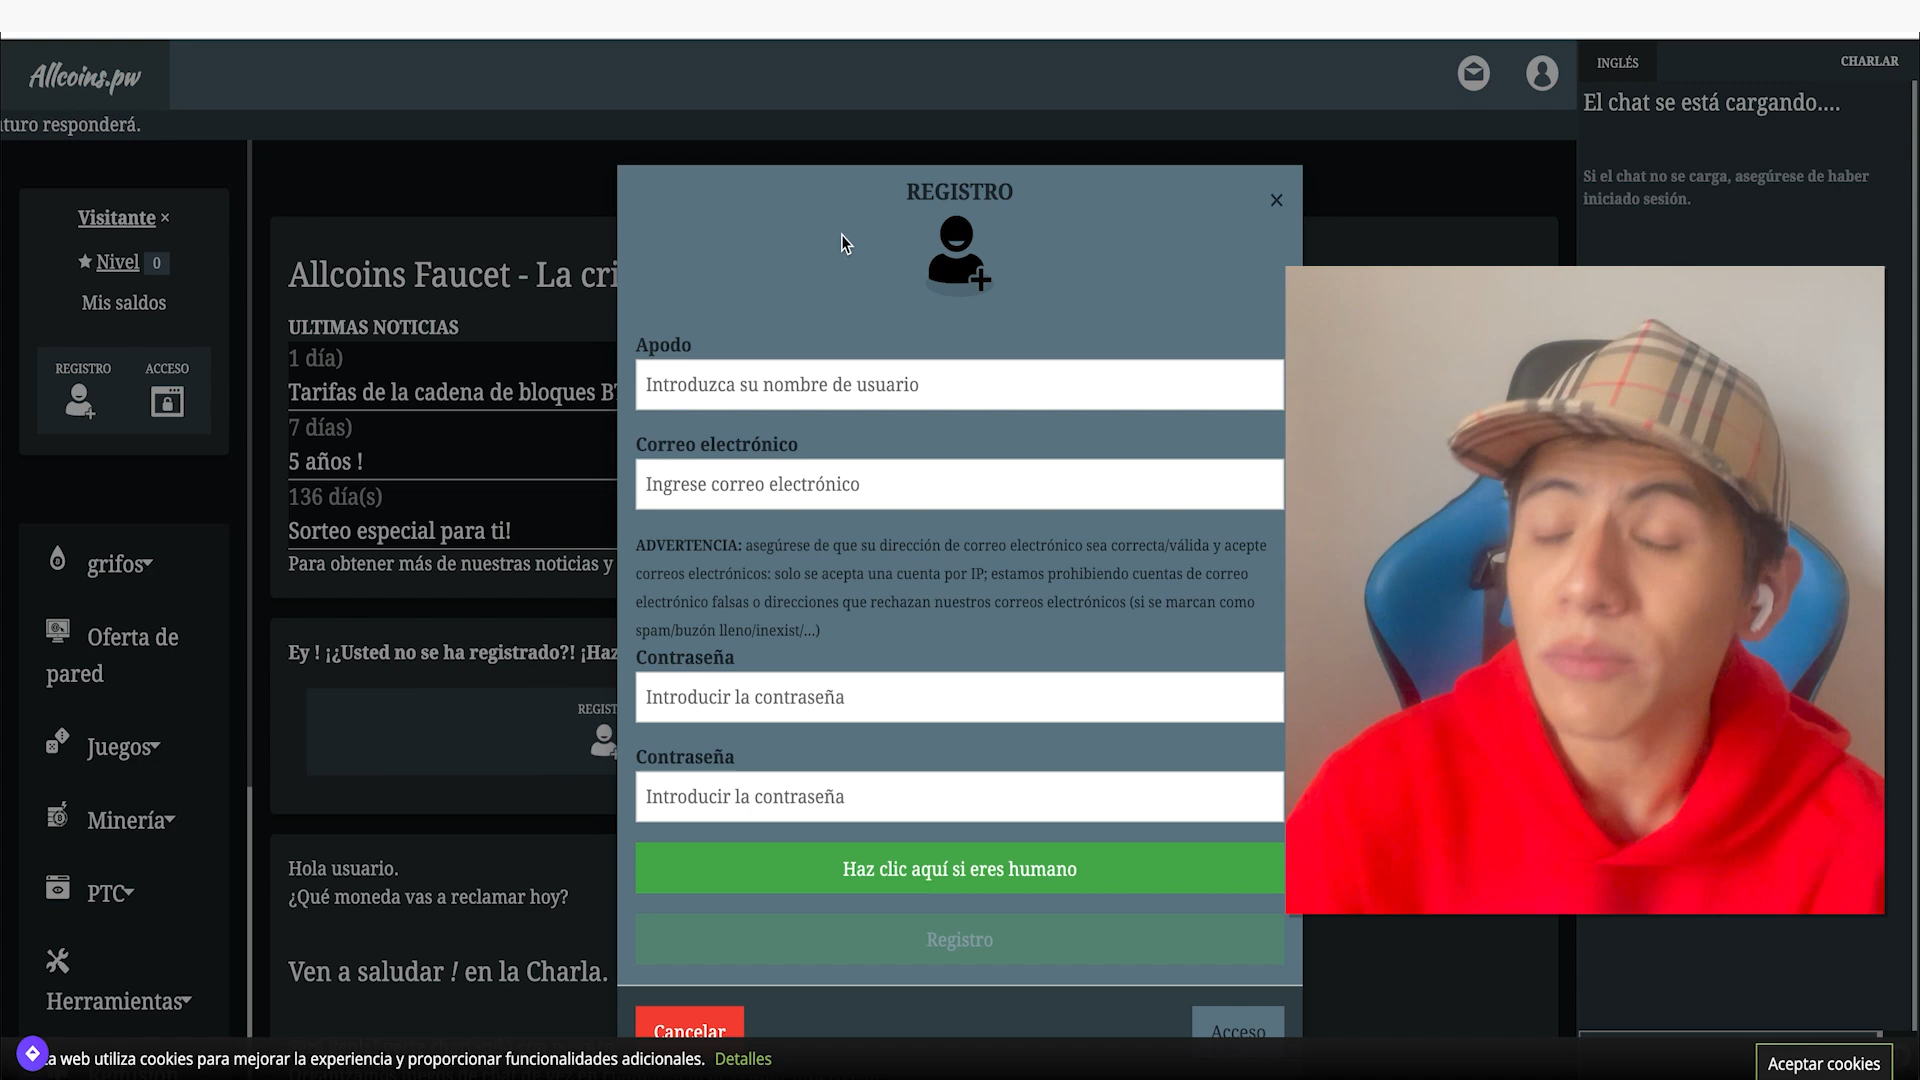 Allcoins.pw
INGLÉS
CHARLAR
turo responderá.
El chat se está cargando....
Si el chat no se carga, asegúrese de haber
iniciado sesión.
Visitante ×
Nivel 0
Mis saldos
REGISTRO
ACCESO
grifos
Oferta de
pared
Juegos
Minería
PTC
Herramientas
Allcoins Faucet - La cri
ULTIMAS NOTICIAS
1 día)
Tarifas de la cadena de bloques
7 días)
5 años !
136 día(s)
Sorteo especial para ti!
Para obtener más de nuestras noticias y
Ey ! ¡¿Usted no se ha registrado?! ¡Haz
REGIST
Hola usuario.
¿Qué moneda vas a reclamar hoy?
Ven a saludar ! en la Charla.
REGISTRO
×
Apodo
Introduzca su nombre de usuario
Correo electrónico
Ingrese correo electrónico
ADVERTENCIA: asegúrese de que su dirección de correo electrónico sea correcta/válida y acepte
correos electrónicos: solo se acepta una cuenta por IP; estamos prohibiendo cuentas de correo
electrónico falsas o direcciones que rechazan nuestros correos electrónicos (si se marcan como
spam/buzón lleno/inexist/...)
Contraseña
Introducir la contraseña
Contraseña
Introducir la contraseña
Haz clic aquí si eres humano
Registro
Cancelar
Acceso
a web utiliza cookies para mejorar la experiencia y proporcionar funcionalidades adicionales. Detalles
Aceptar cookies